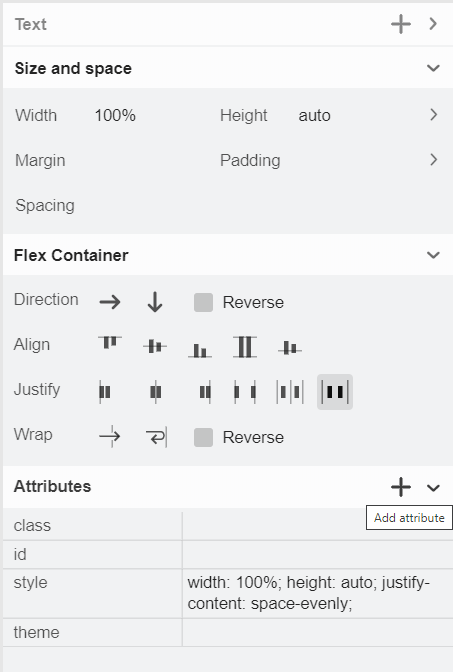 Text
Size and space
Width 100% Height auto
Margin Padding
Spacing
Flex Container
Direction Reverse
Align
Justify
Wrap Reverse
Attributes
Add attribute
class
id
style width: 100%; height: auto; justify-
content: space-evenly;
theme